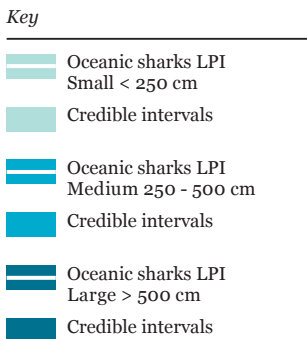 Key
Oceanic sharks LPI
Small < 250 cm
Credible intervals
Oceanic sharks LPI
Medium 250 - 500 cm
Credible intervals
Oceanic sharks LPI
Large > 500 cm
Credible intervals